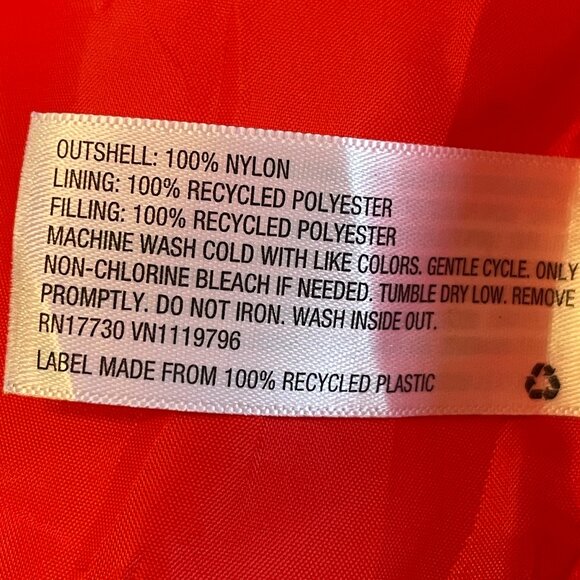 OUTSHELL: 100% NYLON
LINING: 100% RECYCLED POLYESTER
FILLING: 100% RECYCLED POLYESTER
MACHINE WASH COLD WITH LIKE COLORS. GENTLE CYCLE. ONLY
NON-CHLORINE BLEACH IF NEEDED. TUMBLE DRY LOW. REMOVE
PROMPTLY. DO NOT IRON. WASH INSIDE OUT.
RN17730 VN1119796
LABEL MADE FROM 100% RECYCLED PLASTIC